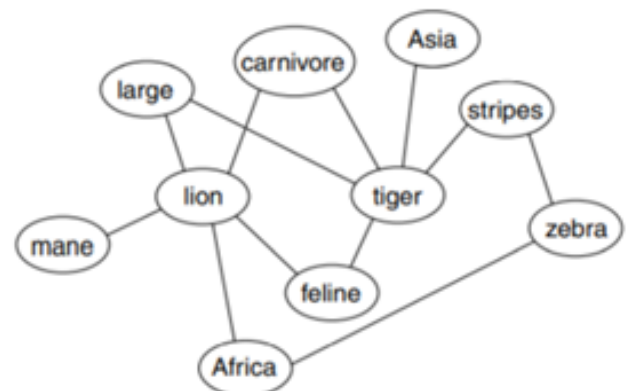 Asia
carnivore
large
stripes
lion
tiger
zebra
mane
feline
Africa